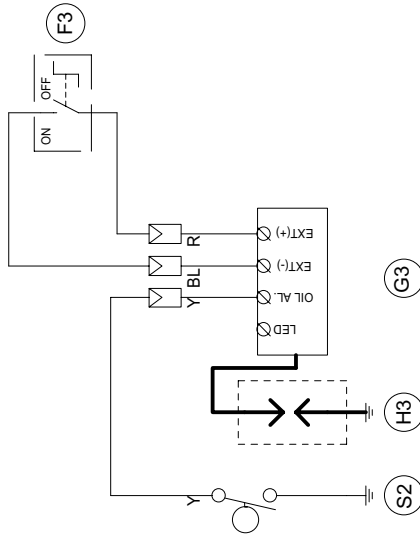 F3
ON
OFF
R
BL
Y
EXT(+)
EXT(-)
OIL AL.
LED
G3
H3
S2
Y